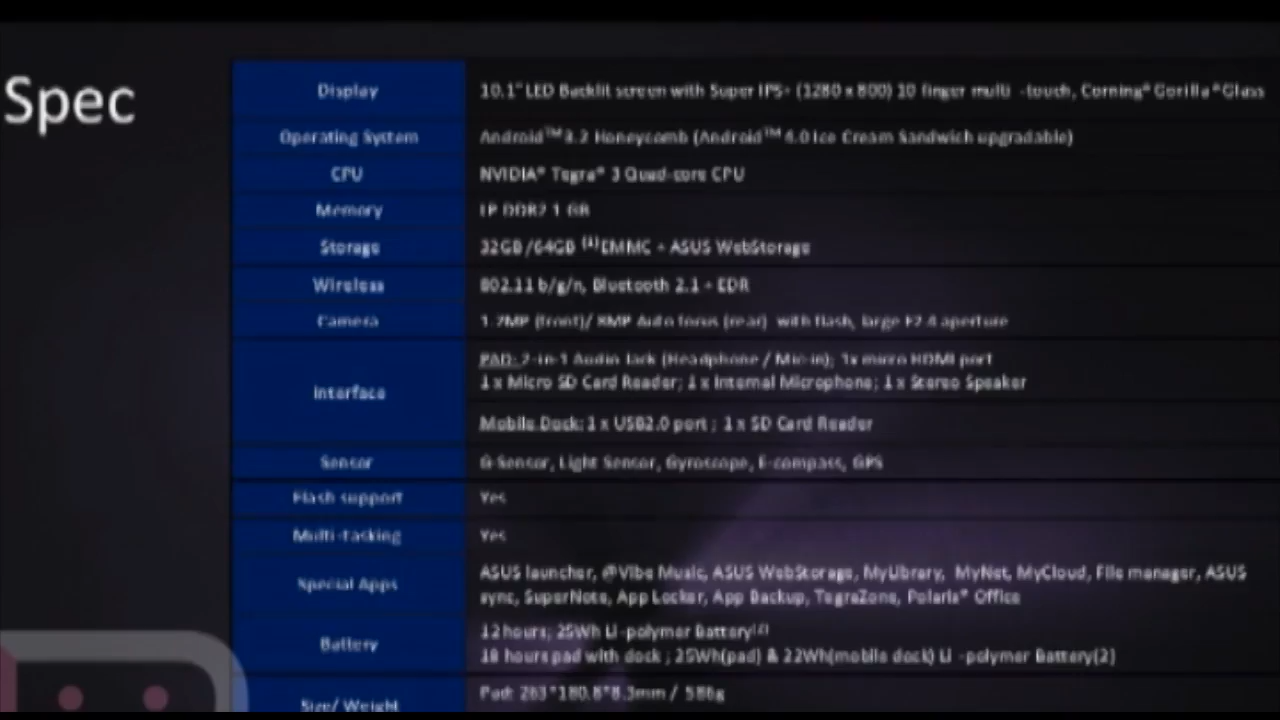 Spec
Display 10.1" LED Backlit screen with Super IPS+ (1280 x 800) 10 finger multi -touch, Corning® Gorilla® Glass
Operating System Android™ 3.2 Honeycomb (Android™ 4.0 Ice Cream Sandwich upgradable)
CPU NVIDIA® Tegra® 3 Quad-core CPU
Memory LP DDR2 1 GB
Storage 32GB /64GB (1)EMMC + ASUS WebStorage
Wireless 802.11 b/g/n, Bluetooth 2.1 + EDR
Camera 1.2MP (front)/ 8MP Auto focus (rear) with flash, large F2.4 aperture
Interface
PAD: 2-in-1 Audio Jack (Headphone / Mic-in); 1x micro HDMI port
1 x Micro SD Card Reader; 1 x Internal Microphone; 1 x Stereo Speaker
Mobile Dock: 1 x USB2.0 port ; 1 x SD Card Reader
Sensor G-Sensor, Light Sensor, Gyroscope, E-compass, GPS
Flash support Yes
Multi-tasking Yes
Special Apps
ASUS launcher, @Vibe Music, ASUS WebStorage, MyLibrary, MyNet, MyCloud, File manager, ASUS
sync, SuperNote, App Locker, App Backup, TegraZone, Polaris® Office
Battery
12 hours; 25Wh Li -polymer Battery(2)
18 hours pad with dock ; 25Wh(pad) & 22Wh(mobile dock) Li -polymer Battery(2)
Size/ Weight Pad: 263*180.8*8.3mm / 586g